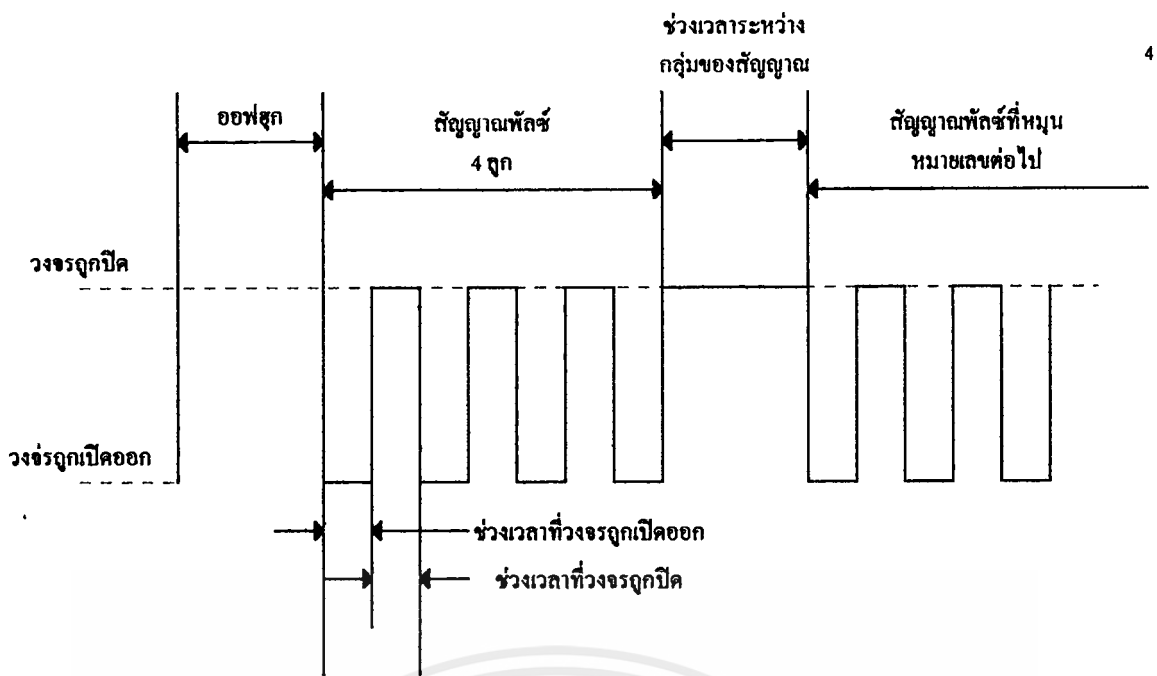 ช่วงเวลาระหว่าง
กลุ่มของสัญญาณ
4
ออฟฮุก
สัญญาณพัลซ์
4 ลูก
สัญญาณพัลซ์ที่หมุน
หมายเลขต่อไป
วงจรถูกปิด
วงจรถูกเปิดออก
ช่วงเวลาที่วงจรถูกเปิดออก
ช่วงเวลาที่วงจรถูกปิด